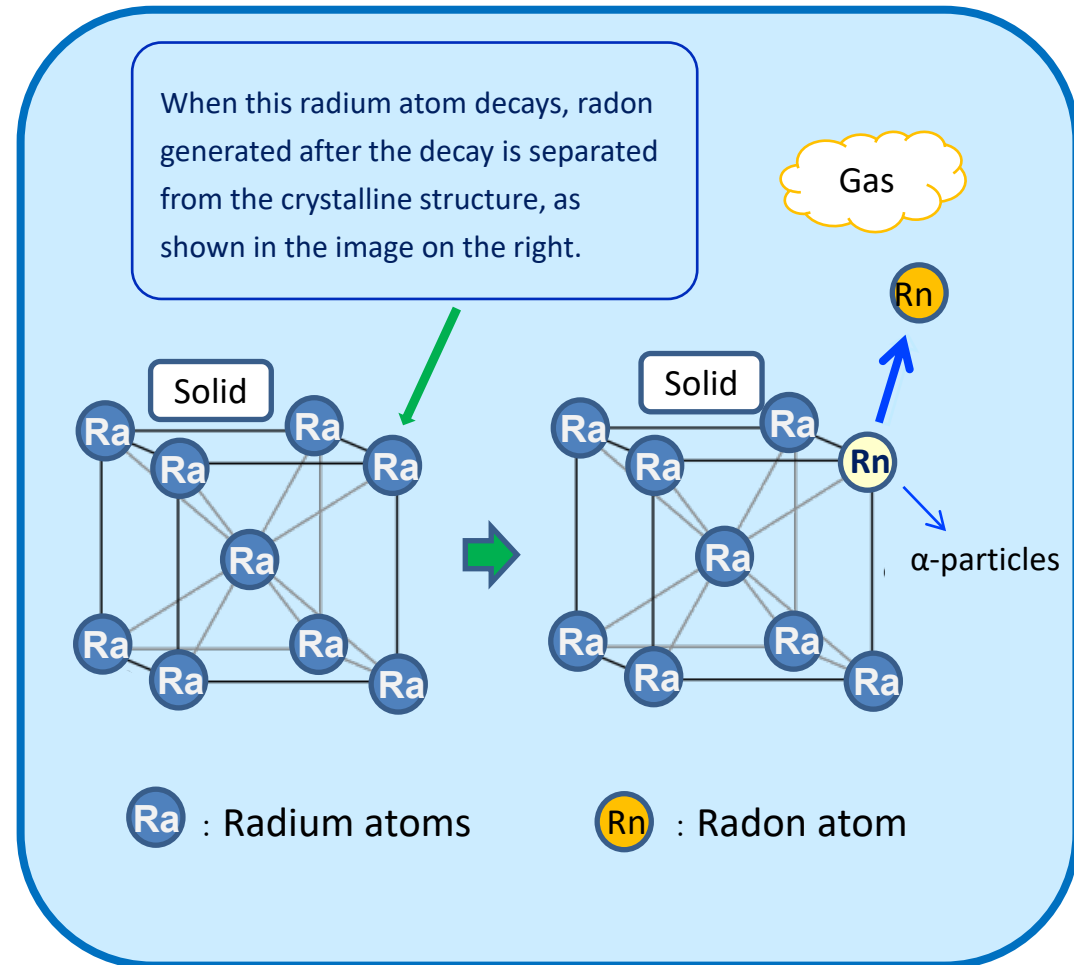 When this radium atom decays, radon
generated after the decay is separated
from the crystalline structure, as
shown in the image on the right.
Gas
Rn
Solid
Ra
Ra
Ra
Ra
Ra
Ra
Ra
Ra
Ra
Solid
Ra
Ra
Ra
Rn
Ra
α-particles
Ra
Ra
Ra
Ra
Ra : Radium atoms
Rn : Radon atom